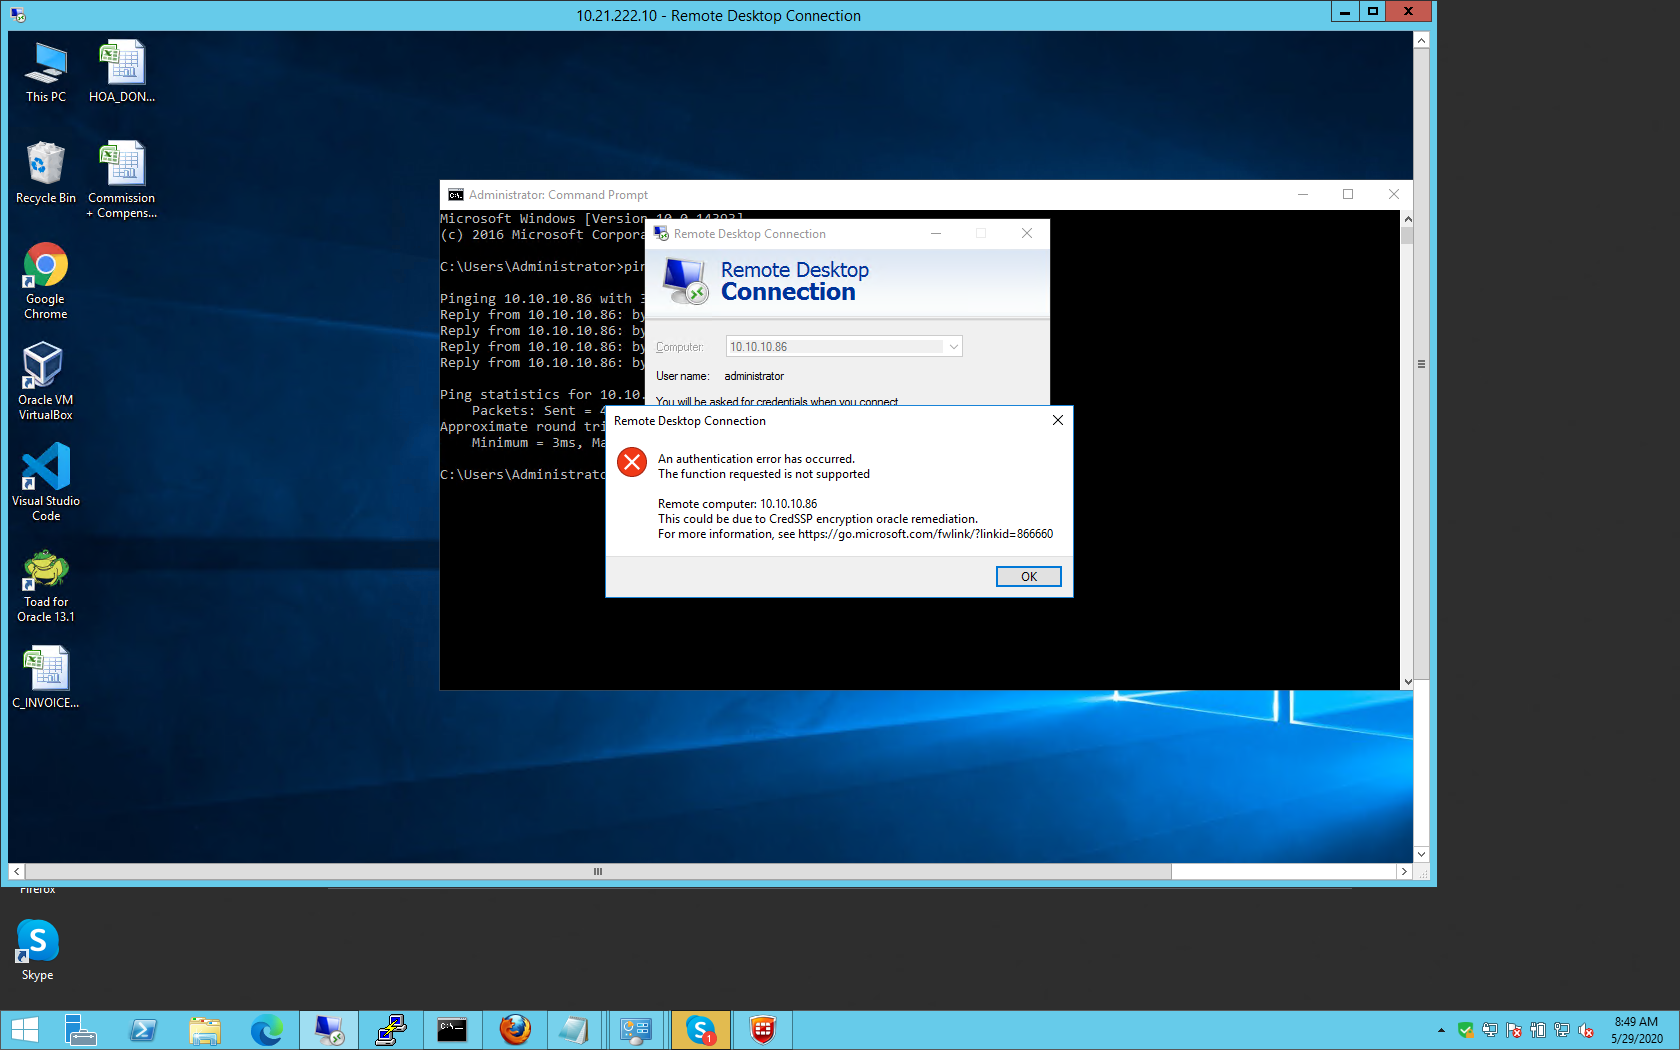 10.21.222.10 - Remote Desktop Connection
This PC
HOA_DON...
Recycle Bin
Commission
+ Compens...
Google
Chrome
Oracle VM
VirtualBox
Visual Studio
Code
Toad for
Oracle 13.1
C_INVOICE...
Administrator: Command Prompt
Microsoft Windows [Version 10.0.14393]
(c) 2016 Microsoft Corpora
C:\Users\Administrator>pin
Pinging 10.10.10.86 with 3
Reply from 10.10.10.86: by
Reply from 10.10.10.86: by
Reply from 10.10.10.86: by
Reply from 10.10.10.86: by
Ping statistics for 10.10.
Packets: Sent = 4
Approximate round tri
Minimum = 3ms, Ma
C:\Users\Administrato
Remote Desktop Connection
Remote Desktop
Connection
Computer:
10.10.10.86
User name:
administrator
You will be asked for credentials when you connect
Remote Desktop Connection
An authentication error has occurred.
The function requested is not supported
Remote computer: 10.10.10.86
This could be due to CredSSP encryption oracle remediation.
For more information, see https://go.microsoft.com/fwlink/?linkid=866660
OK
Firefox
S
Skype
1
8:49 AM
5/29/2020